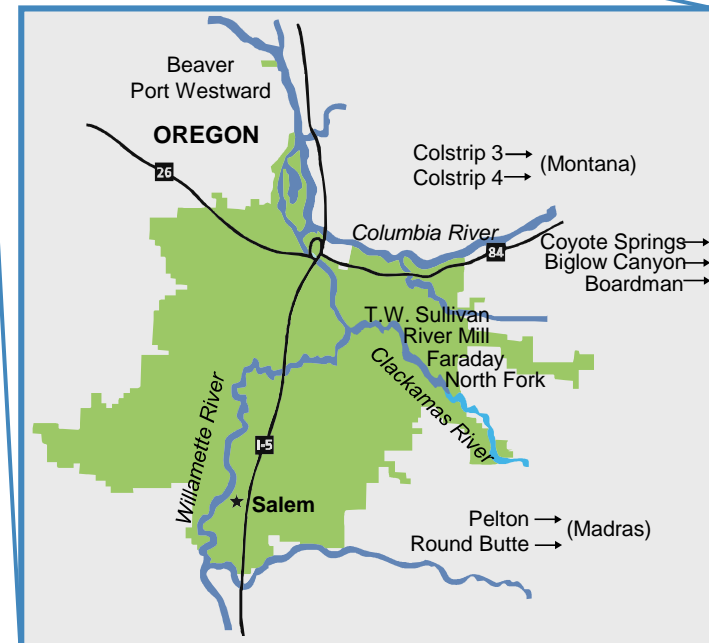 Beaver
Port Westward
OREGON
26
Colstrip 3→
Colstrip 4→
(Montana)
Columbia River
84
Coyote Springs→
Biglow Canyon→
Boardman→
T.W. Sullivan
River Mill
Faraday
North Fork
Clackamas River
Willamette River
I-5
Salem
Pelton→
Round Butte→
(Madras)